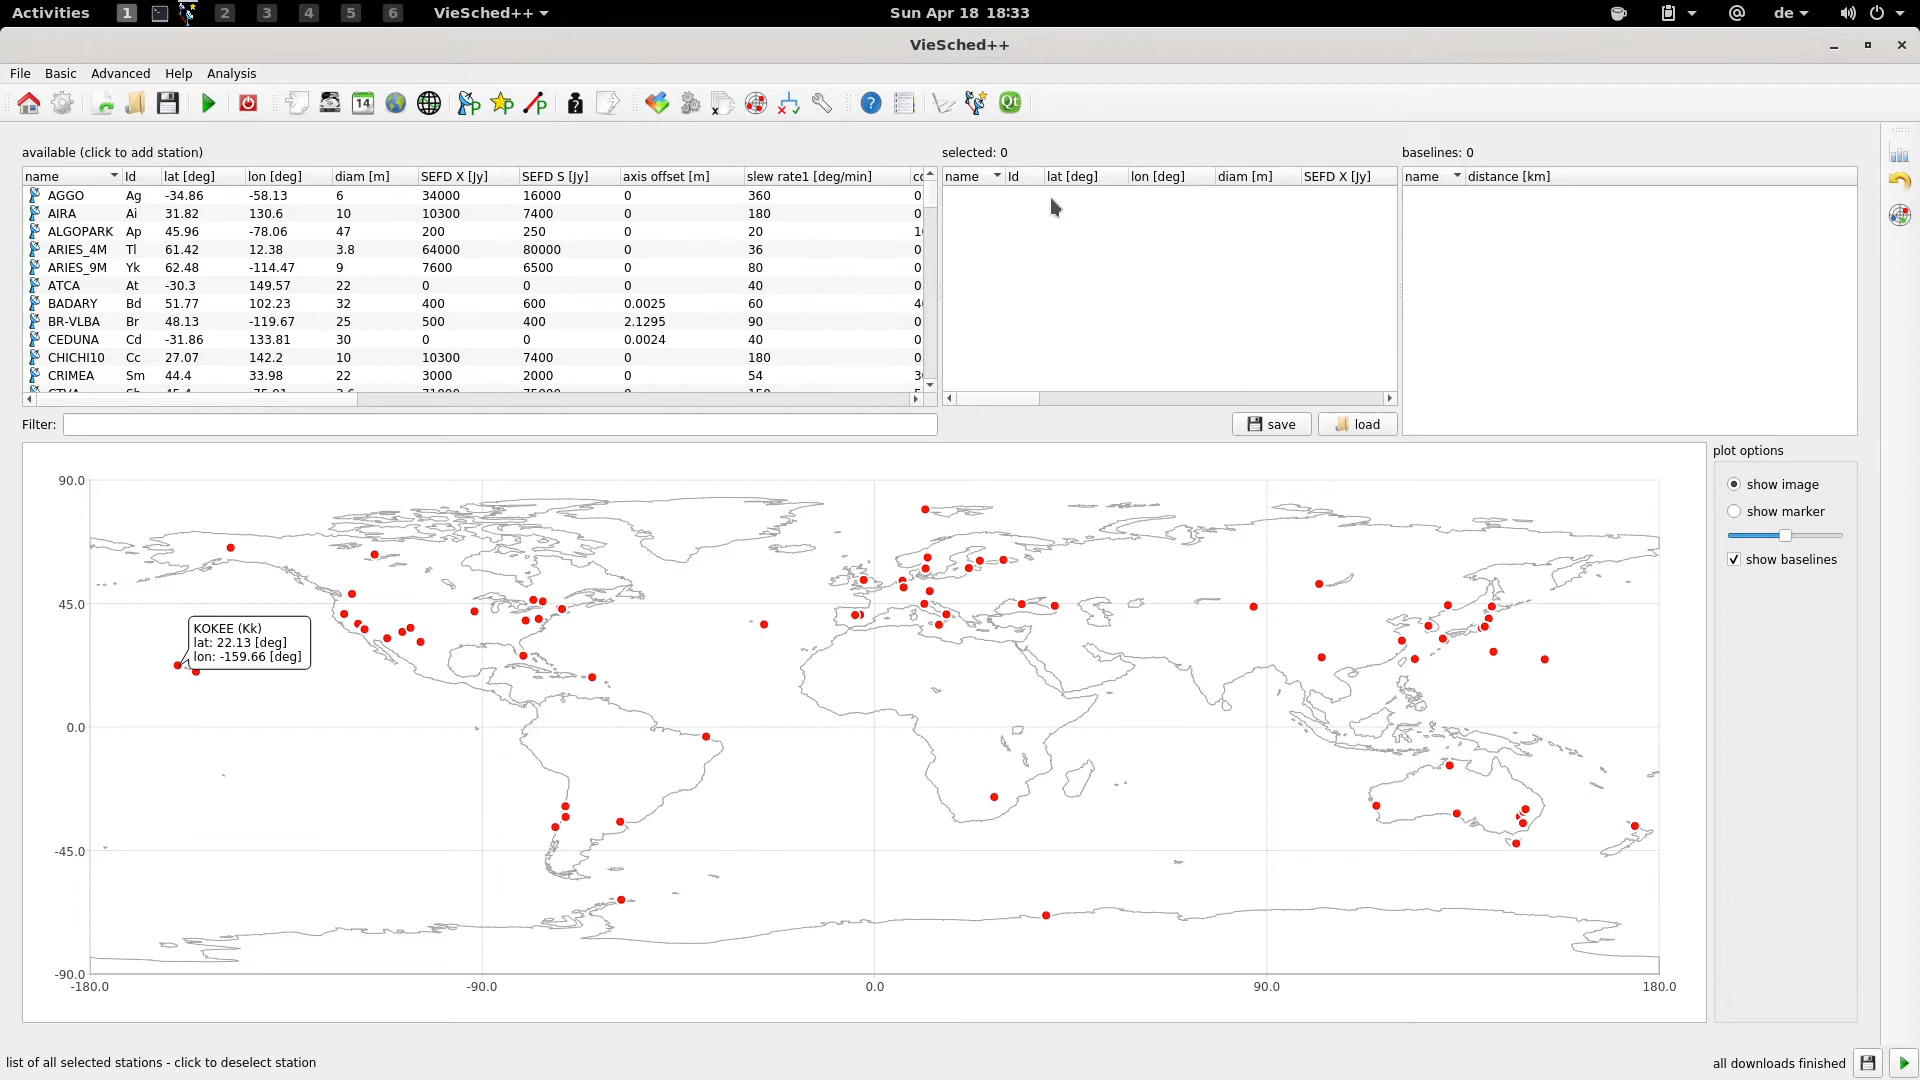 Activities 1 2 3 4 5 6 VieSched++ Sun Apr 18 18:33 de
VieSched++
File Basic Advanced Help Analysis
14 P P P ? Qt
available (click to add station) selected: 0 baselines: 0
name Id lat [deg] lon [deg] diam [m] SEFD X [Jy] SEFD S [Jy] axis offset [m] slew rate1 [deg/min] name Id lat [deg] lon [deg] diam [m] SEFD X [Jy] name distance [km]
AGGO Ag -34.86 -58.13 6 34000 16000 0 360 0
AIRA Ai 31.82 130.6 10 10300 7400 0 180 0
ALGOPARK Ap 45.96 -78.06 47 200 250 0 20
ARIES_4M Tl 61.42 12.38 3.8 64000 80000 0 36 0
ARIES_9M Yk 62.48 -114.47 9 7600 6500 0 80 0
ATCA At -30.3 149.57 22 0 0 0 40 0
BADARY Bd 51.77 102.23 32 400 600 0.0025 60
BR-VLBA Br 48.13 -119.67 25 500 400 2.1295 90 0
CEDUNA Cd -31.86 133.81 30 0 0 0.0024 40 0
CHICHI10 Cc 27.07 142.2 10 10300 7400 0 180 0
CRIMEA Sm 44.4 33.98 22 3000 2000 0 54
Filter: save load
plot options
show image
show marker
show baselines
90.0
45.0
0.0
-45.0
-90.0
KOKEE (Kk)
lat: 22.13 [deg]
lon: -159.66 [deg]
-180.0 -90.0 0.0 90.0 180.0
list of all selected stations - click to deselect station all downloads finished